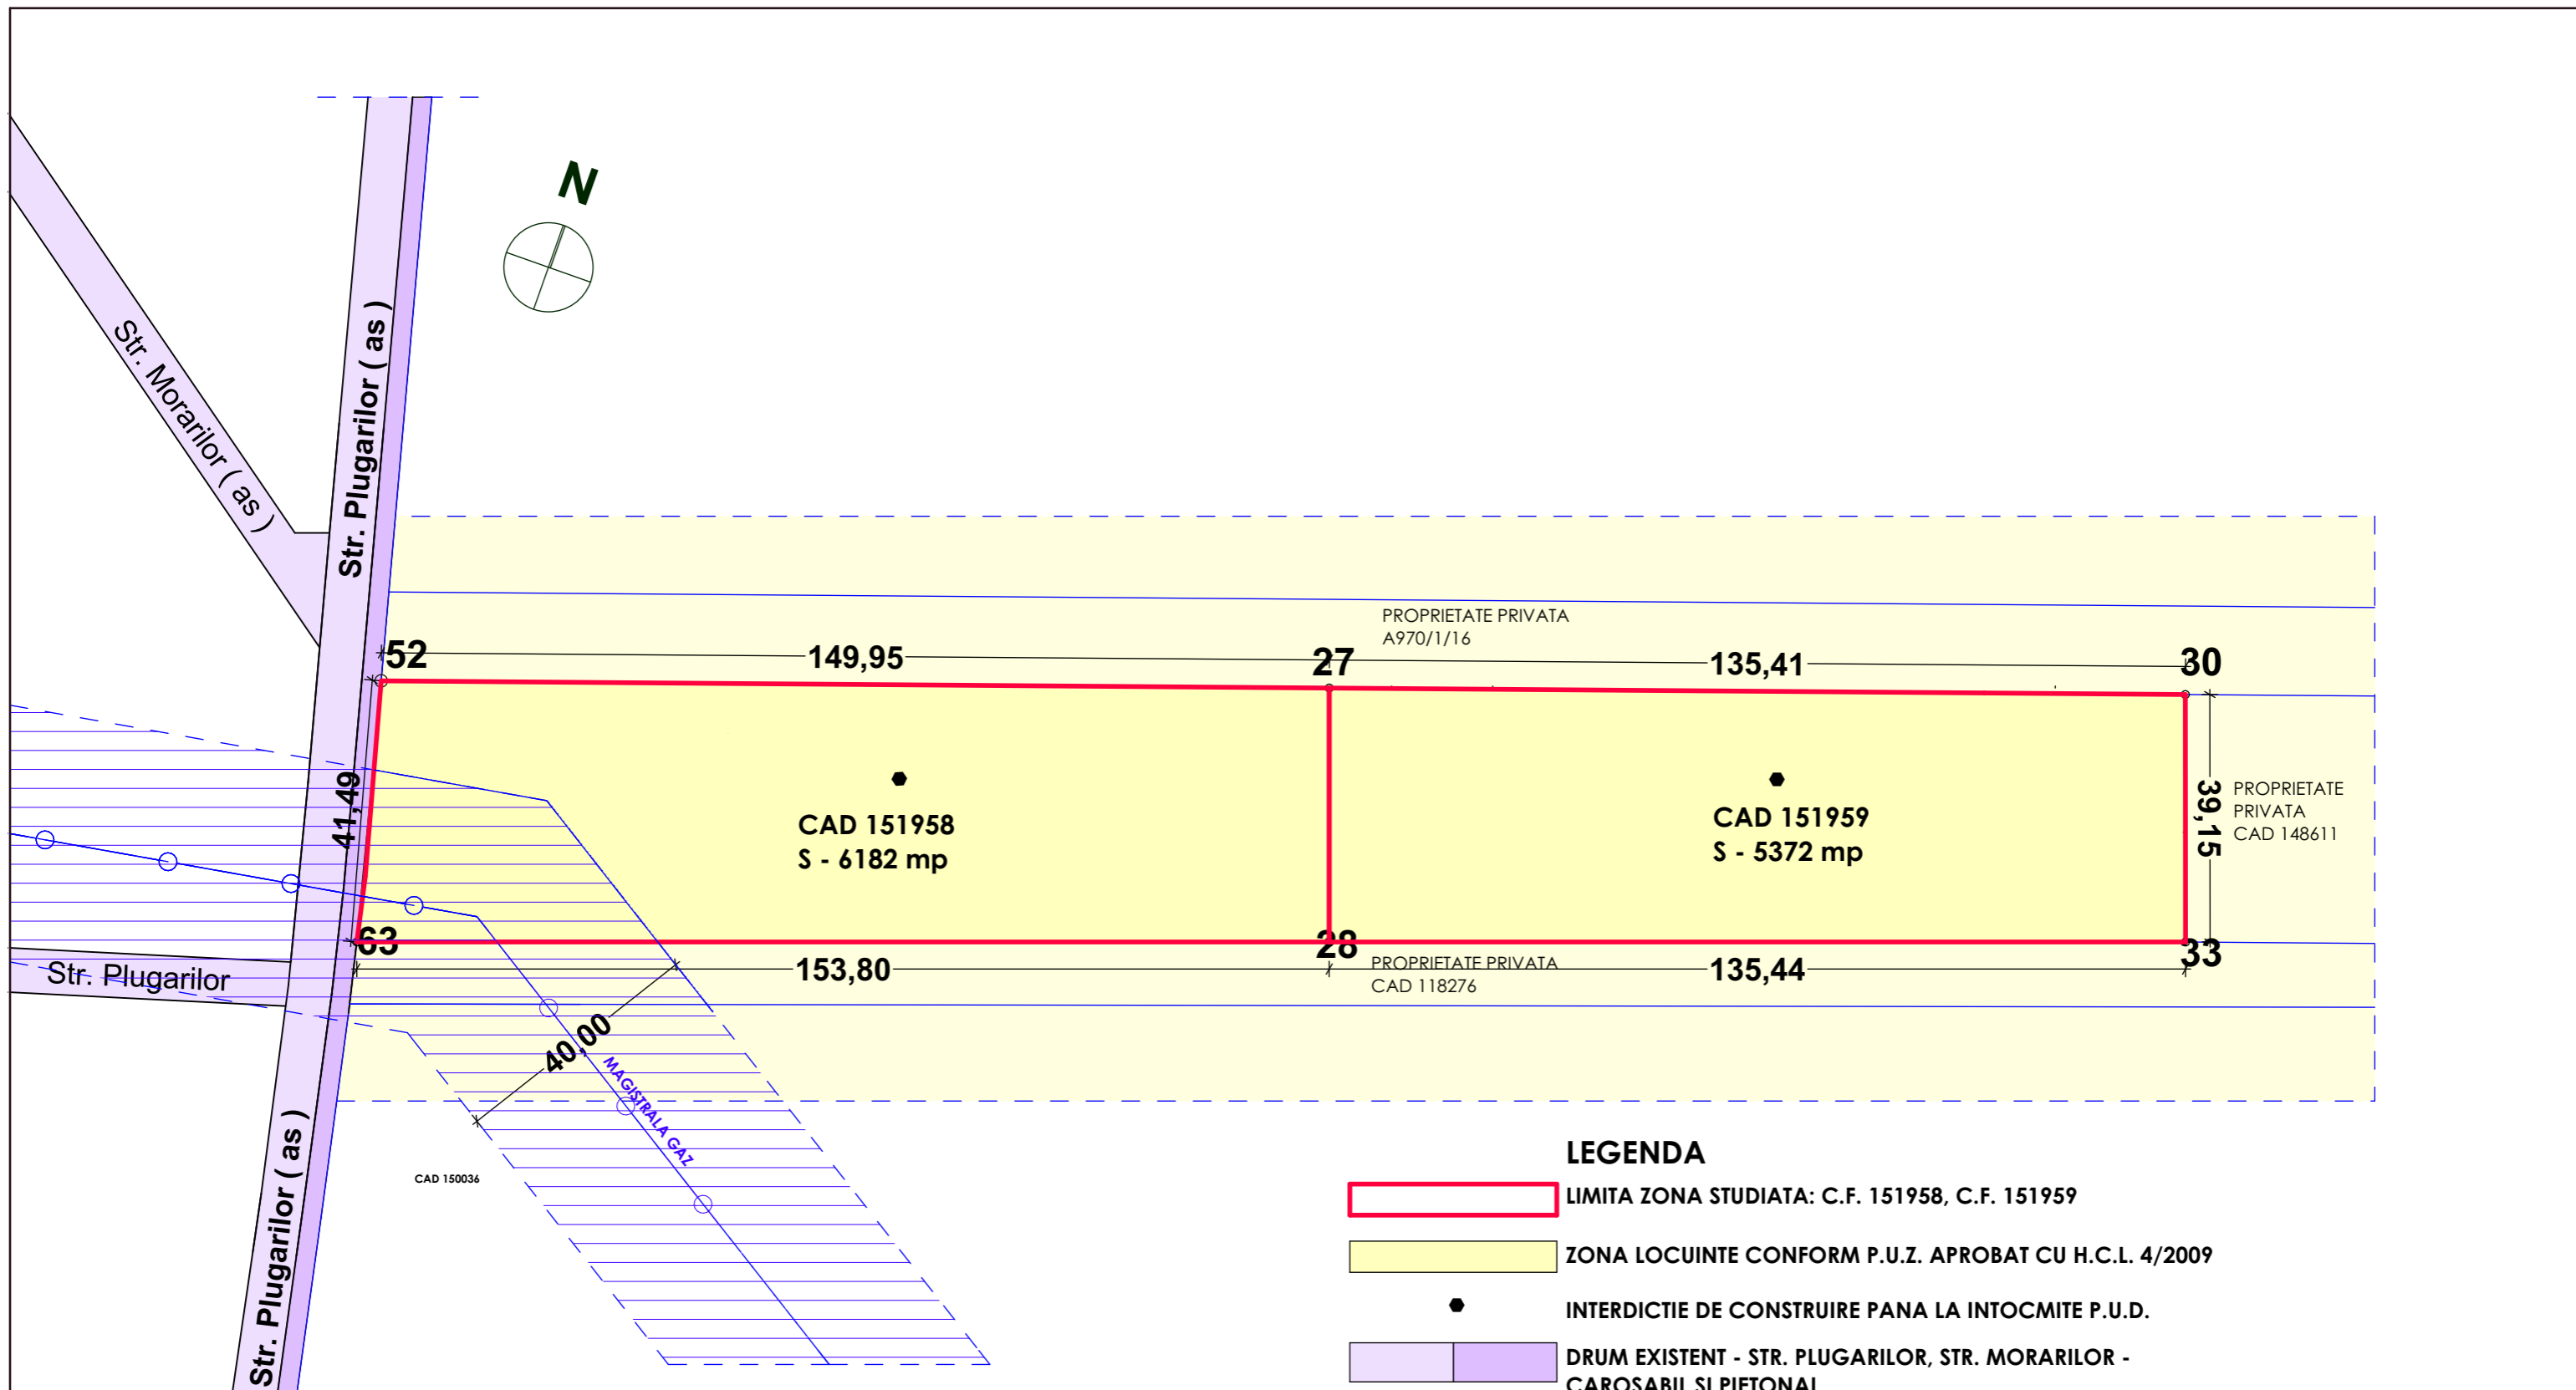 N
Str. Morarilor ( as )
Str. Plugarilor ( as )
PROPRIETATE PRIVATA
A970/1/16
52
149,95
27
135,41
30
41,49
CAD 151958
S - 6182 mp
CAD 151959
S - 5372 mp
39,15
PROPRIETATE
PRIVATA
CAD 148611
63
28
33
Str. Plugarilor
153,80
PROPRIETATE PRIVATA
CAD 118276
135,44
40,00
MAGISTRALA GAZ
CAD 150036
Str. Plugarilor ( as )
LEGENDA
LIMITA ZONA STUDIATA: C.F. 151958, C.F. 151959
ZONA LOCUINTE CONFORM P.U.Z. APROBAT CU H.C.L. 4/2009
INTERDICTIE DE CONSTRUIRE PANA LA INTOCMITE P.U.D.
DRUM EXISTENT - STR. PLUGARILOR, STR. MORARILOR -
CAROSABIL SI PIETONAL